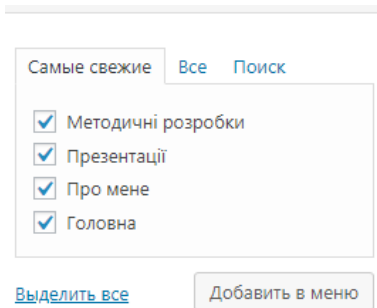 Самые свежие Все Поиск
Методичні розробки
Презентації
Про мене
Головна
Выделить все Добавить в меню